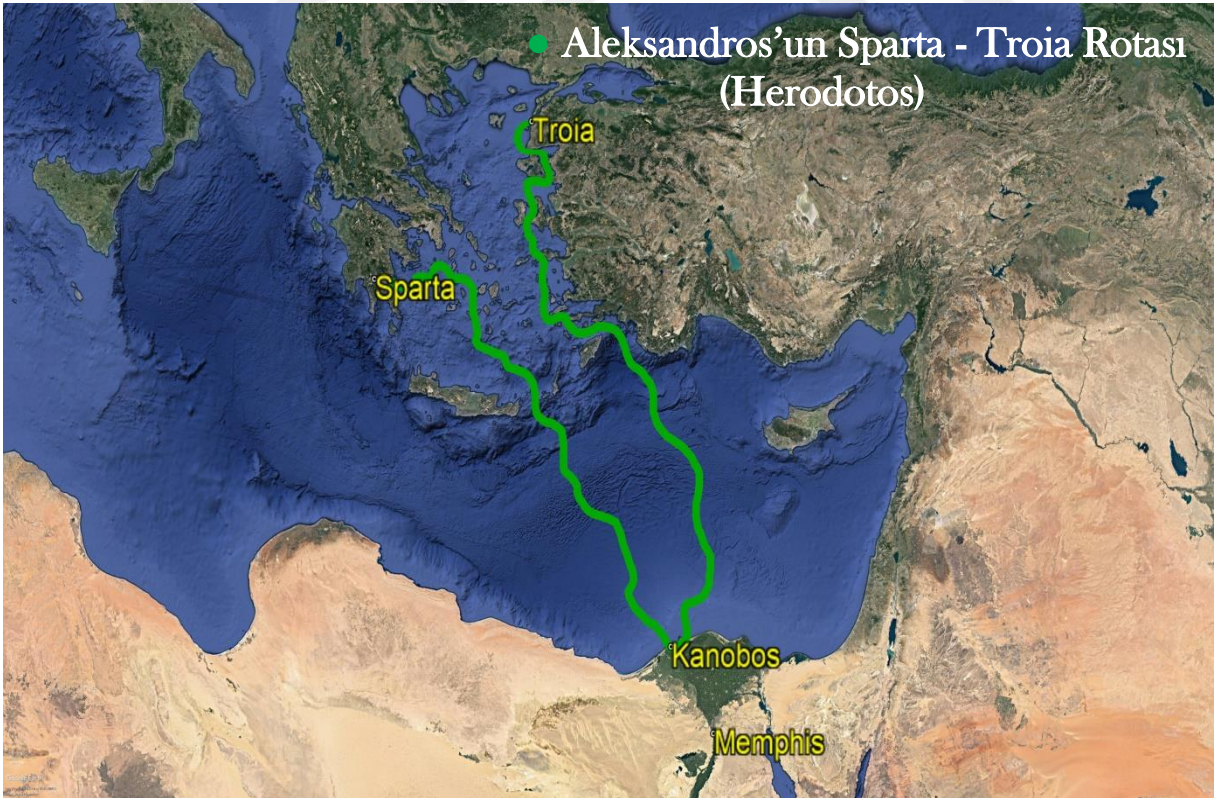 Aleksandros'un Sparta - Troia Rotası
(Herodotos)
Troia
Sparta
Kanobos
Memphis